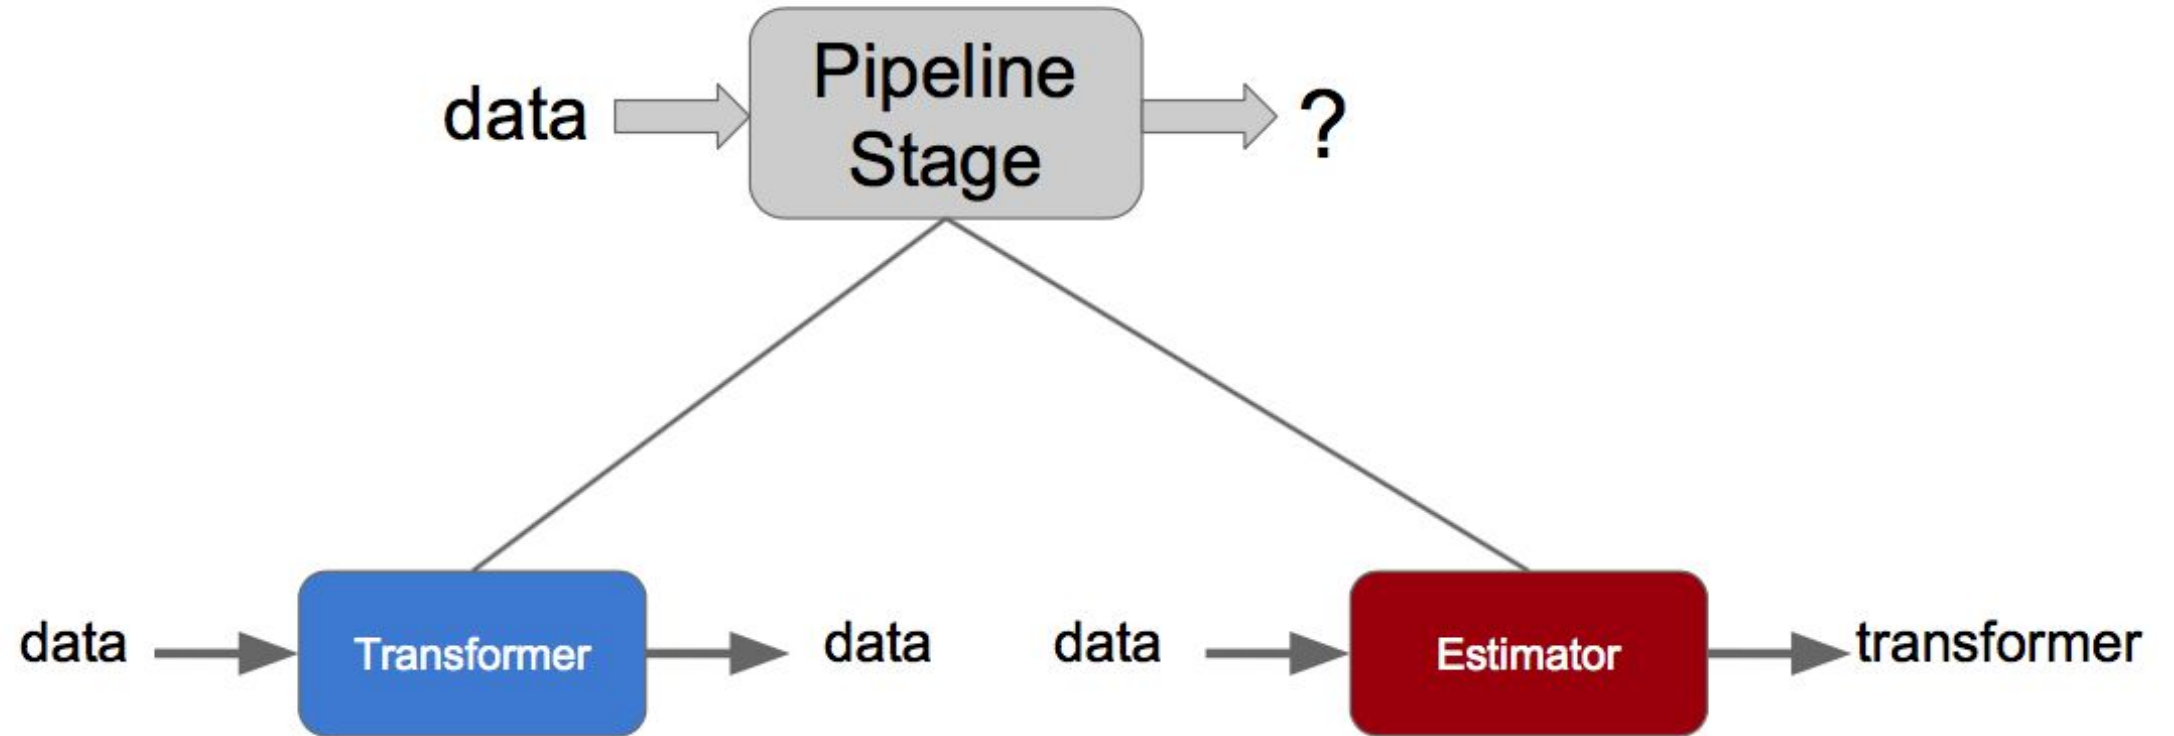 data
Pipeline
Stage
?
data
Transformer
data
data
Estimator
transformer